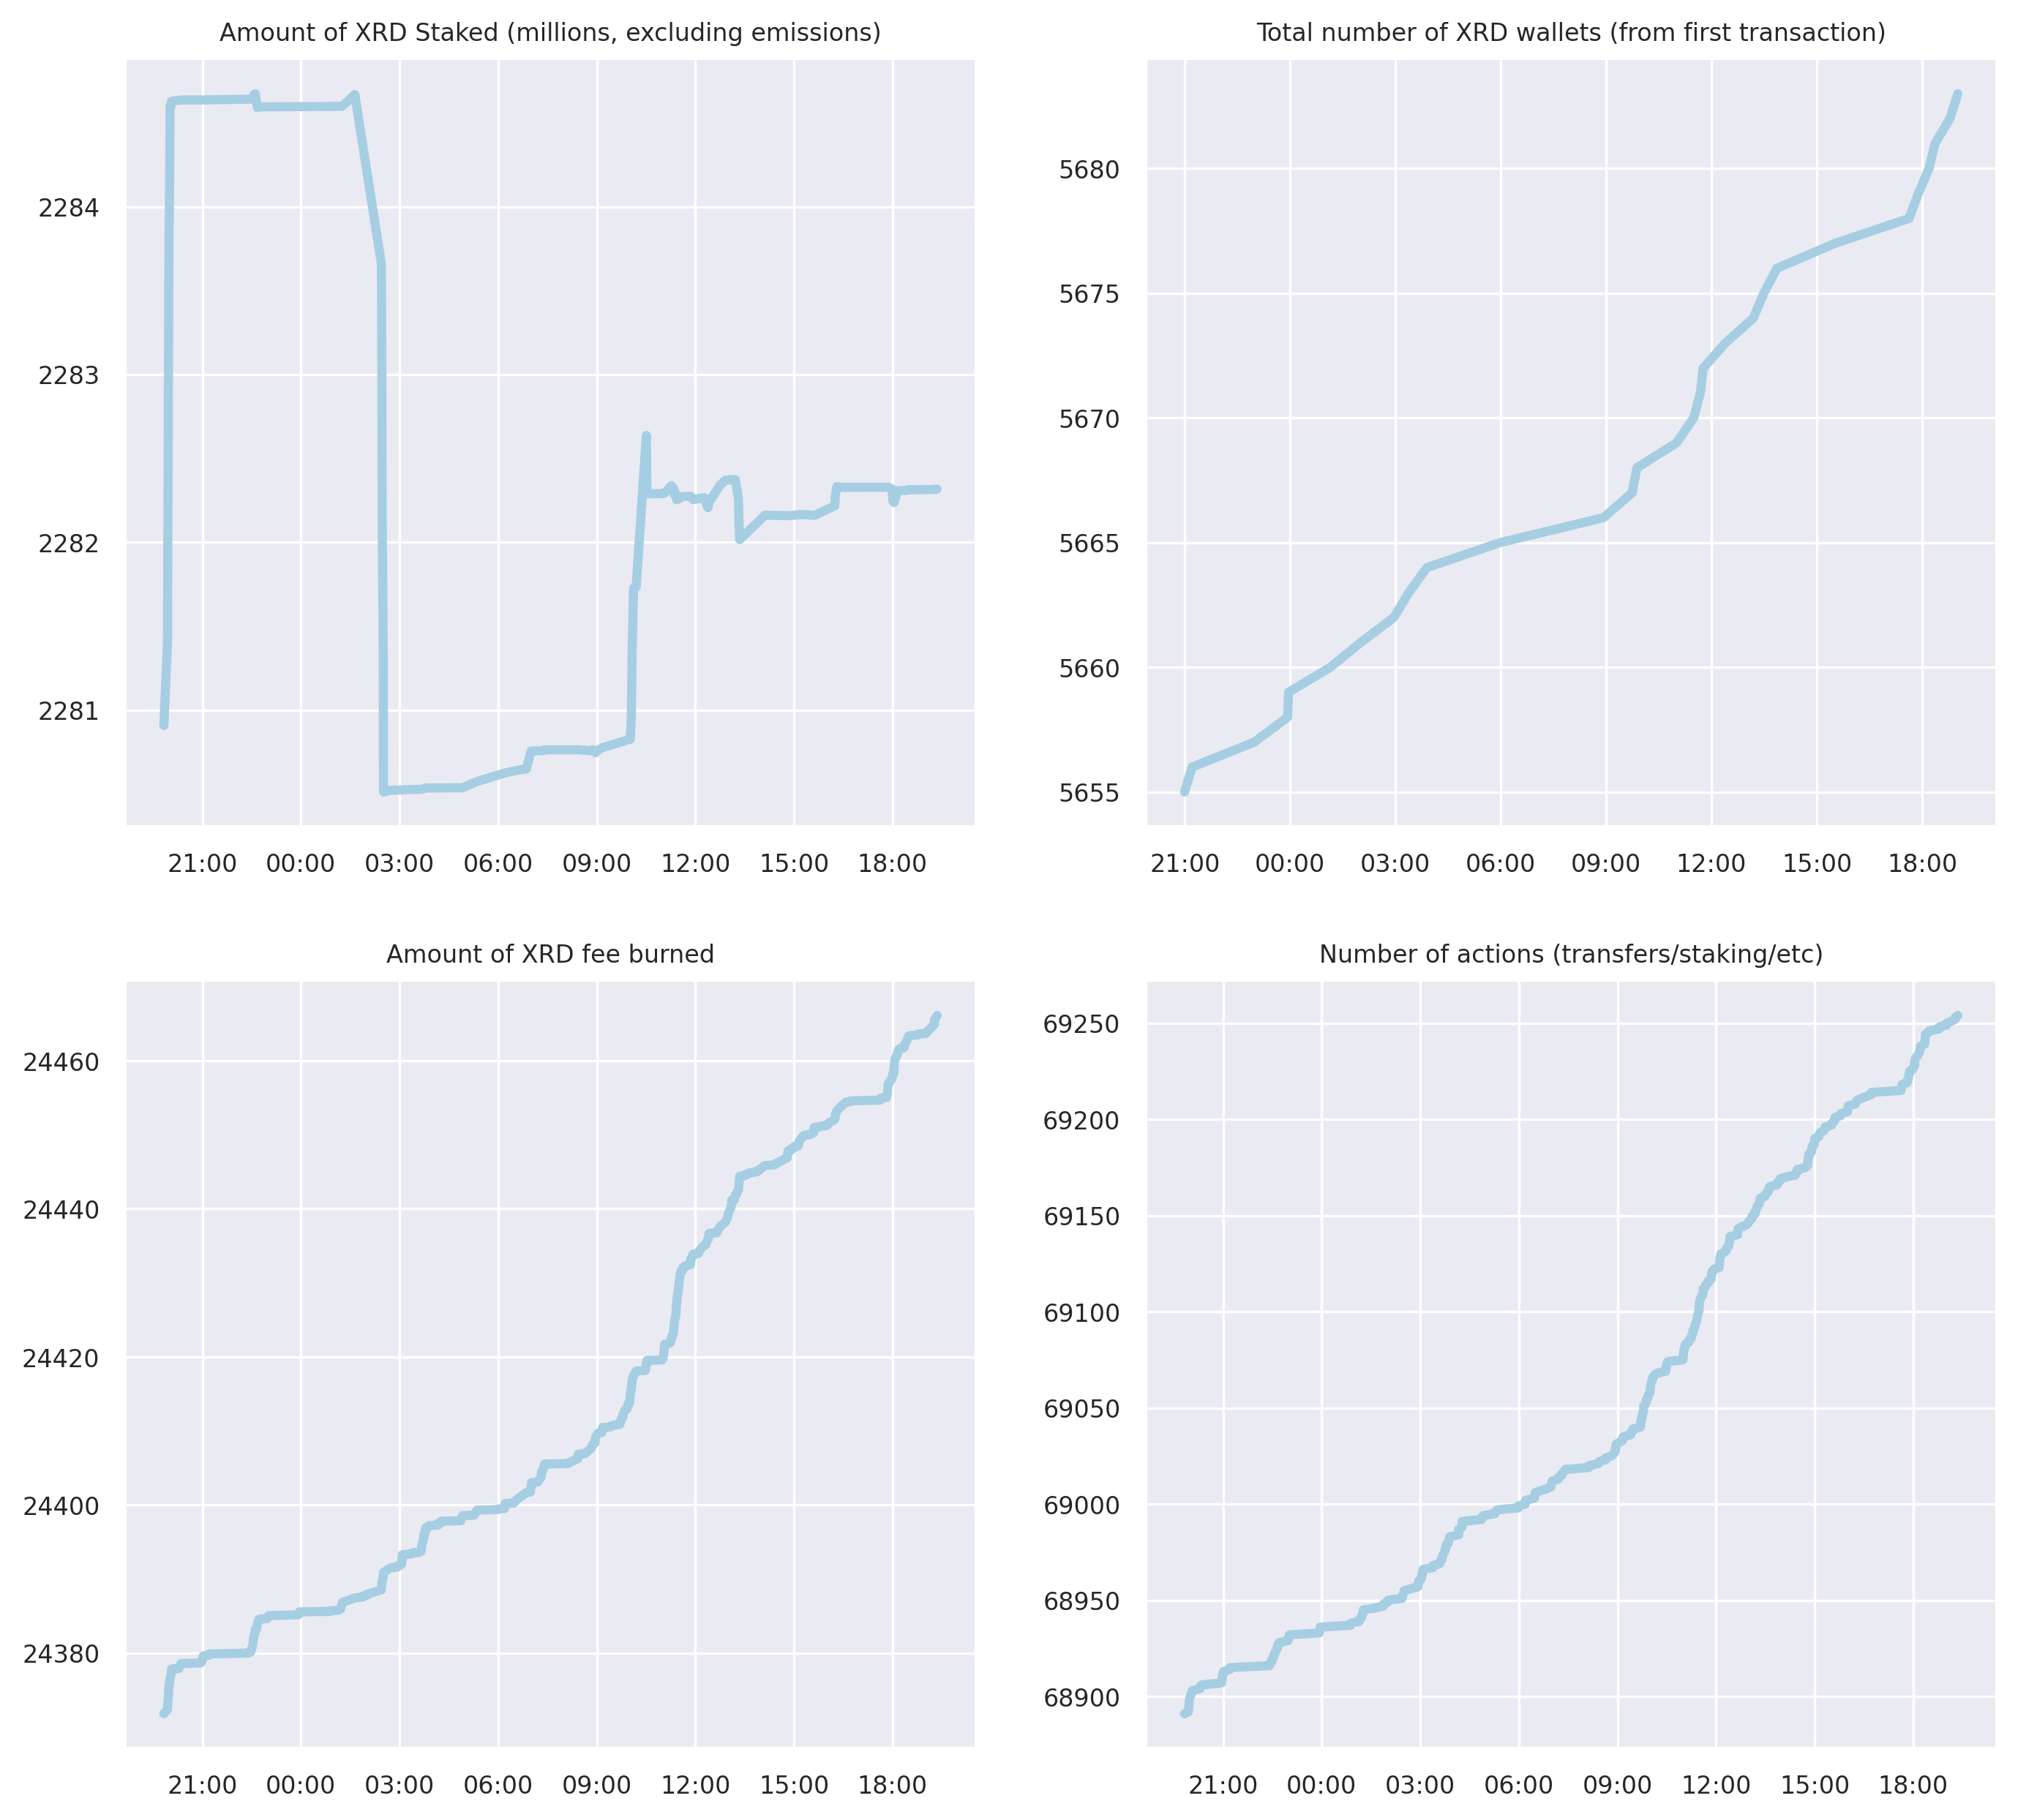 Amount of XRD Staked (millions, excluding emissions)
2284
2283
2282
2281
21:00 00:00 03:00 06:00 09:00 12:00 15:00 18:00
Total number of XRD wallets (from first transaction)
5680
5675
5670
5665
5660
5655
21:00 00:00 03:00 06:00 09:00 12:00 15:00 18:00
Amount of XRD fee burned
24460
24440
24420
24400
24380
21:00 00:00 03:00 06:00 09:00 12:00 15:00 18:00
Number of actions (transfers/staking/etc)
69250
69200
69150
69100
69050
69000
68950
68900
21:00 00:00 03:00 06:00 09:00 12:00 15:00 18:00